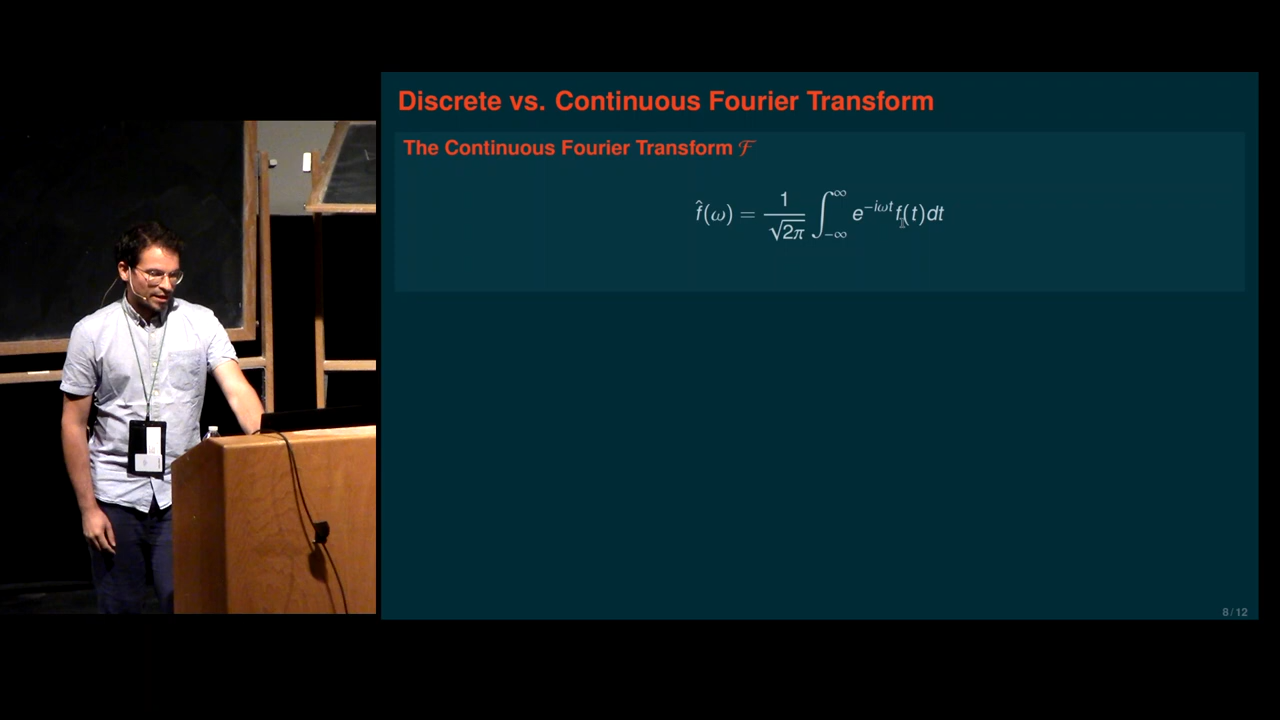 Discrete vs. Continuous Fourier Transform
The Continuous Fourier Transform ℱ
f̂(ω) = 1/√2π ∫_{-∞}^{∞} e^{-iωt} f(t)dt
8 / 12